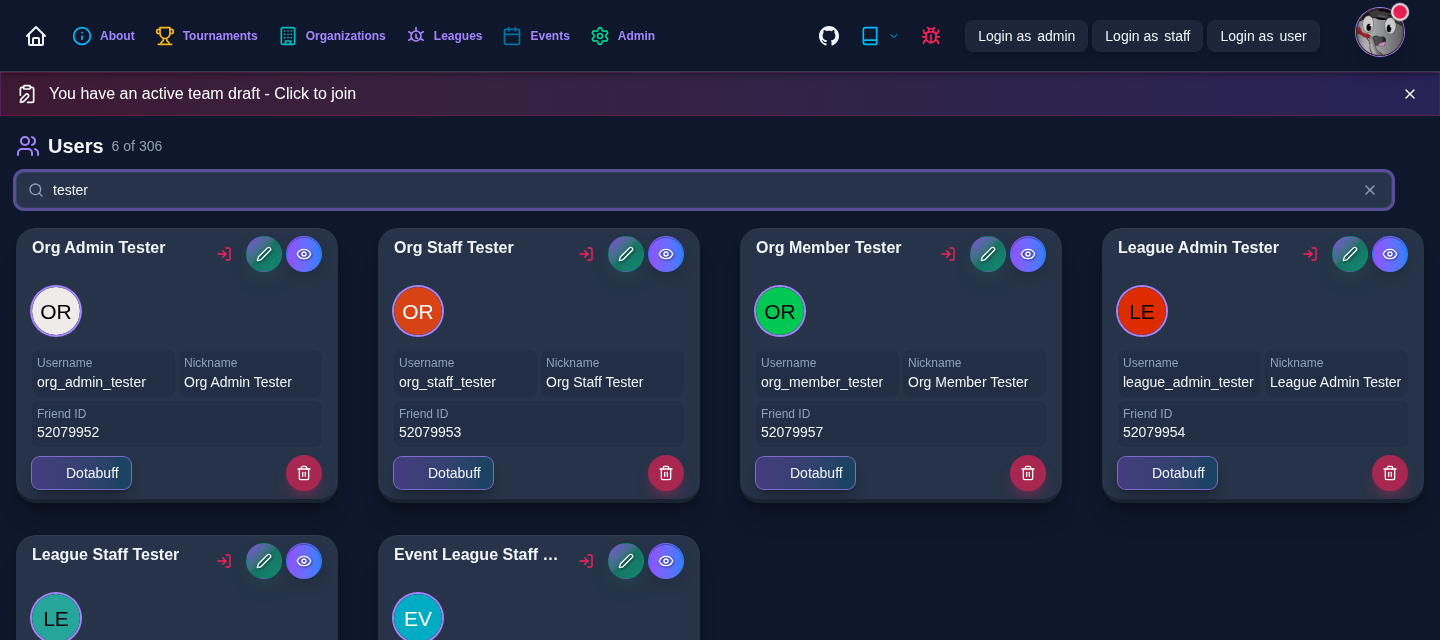 About Tournaments Organizations Leagues Events Admin Login as admin Login as staff Login as user
You have an active team draft - Click to join
Users 6 of 306
tester
Org Admin Tester
OR
Username Nickname
org_admin_tester Org Admin Tester
Friend ID
52079952
Dotabuff
Org Staff Tester
OR
Username Nickname
org_staff_tester Org Staff Tester
Friend ID
52079953
Dotabuff
Org Member Tester
OR
Username Nickname
org_member_tester Org Member Tester
Friend ID
52079957
Dotabuff
League Admin Tester
LE
Username Nickname
league_admin_tester League Admin Tester
Friend ID
52079954
Dotabuff
League Staff Tester
LE
Event League Staff ...
EV